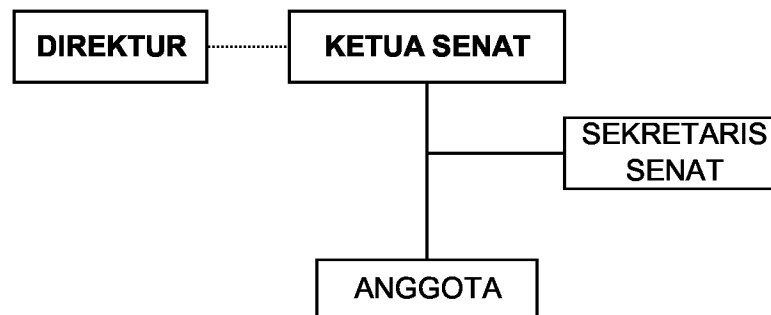 DIREKTUR
KETUA SENAT
SEKRETARIS
SENAT
ANGGOTA